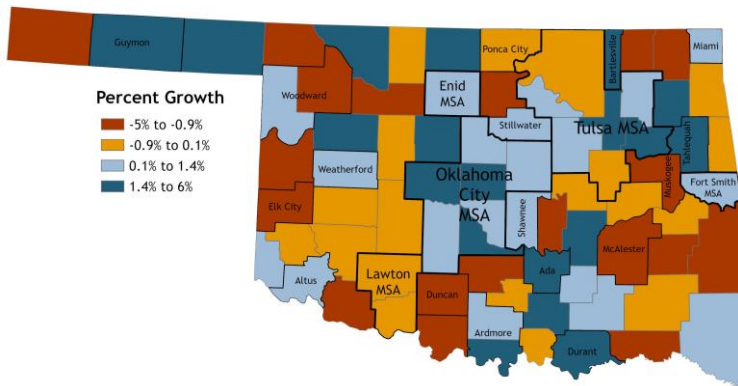 Guymon
Ponca City
Bartlesville
Miami
Percent Growth
-5% to -0.9%
-0.9% to 0.1%
0.1% to 1.4%
1.4% to 6%
Woodward
Enid
MSA
Stillwater
Tulsa MSA
Tahlequah
Weatherford
Oklahoma
City
MSA
Muskogee
Fort Smith
MSA
Elk City
Shawnee
McAlester
Altus
Lawton
MSA
Duncan
Ada
Ardmore
Durant